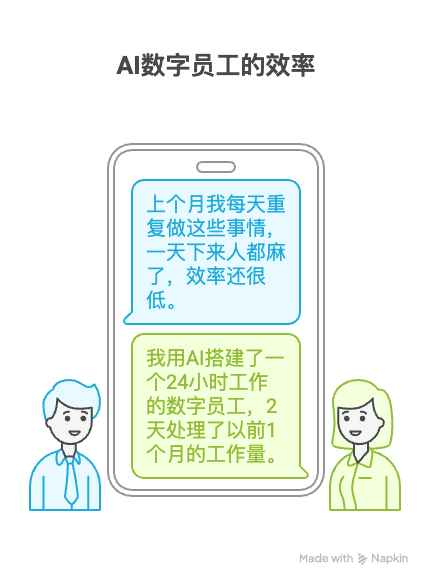 AI数字员工的效率
上个月我每天重
复做这些事情，
一天下来人都麻
了，效率还很
低。
我用AI搭建了一
个24小时工作
的数字员工，2
天处理了以前1
个月的工作量。
Made with Napkin